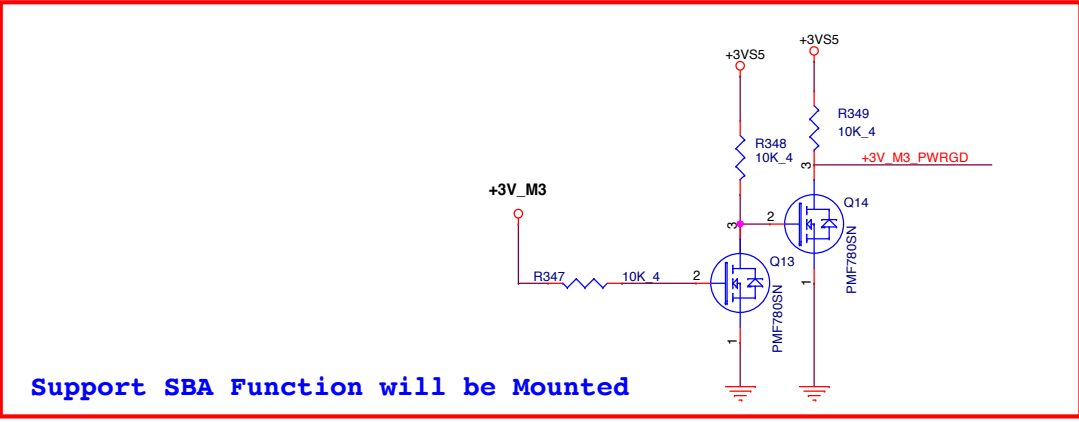 +3VS5
+3VS5
R349
10K_4
R348
10K_4
+3V_M3_PWRGD
3
+3V_M3
Q14
2
3
PMF780SN
Q13
R347
10K_4
2
1
PMF780SN
1
Support SBA Function will be Mounted